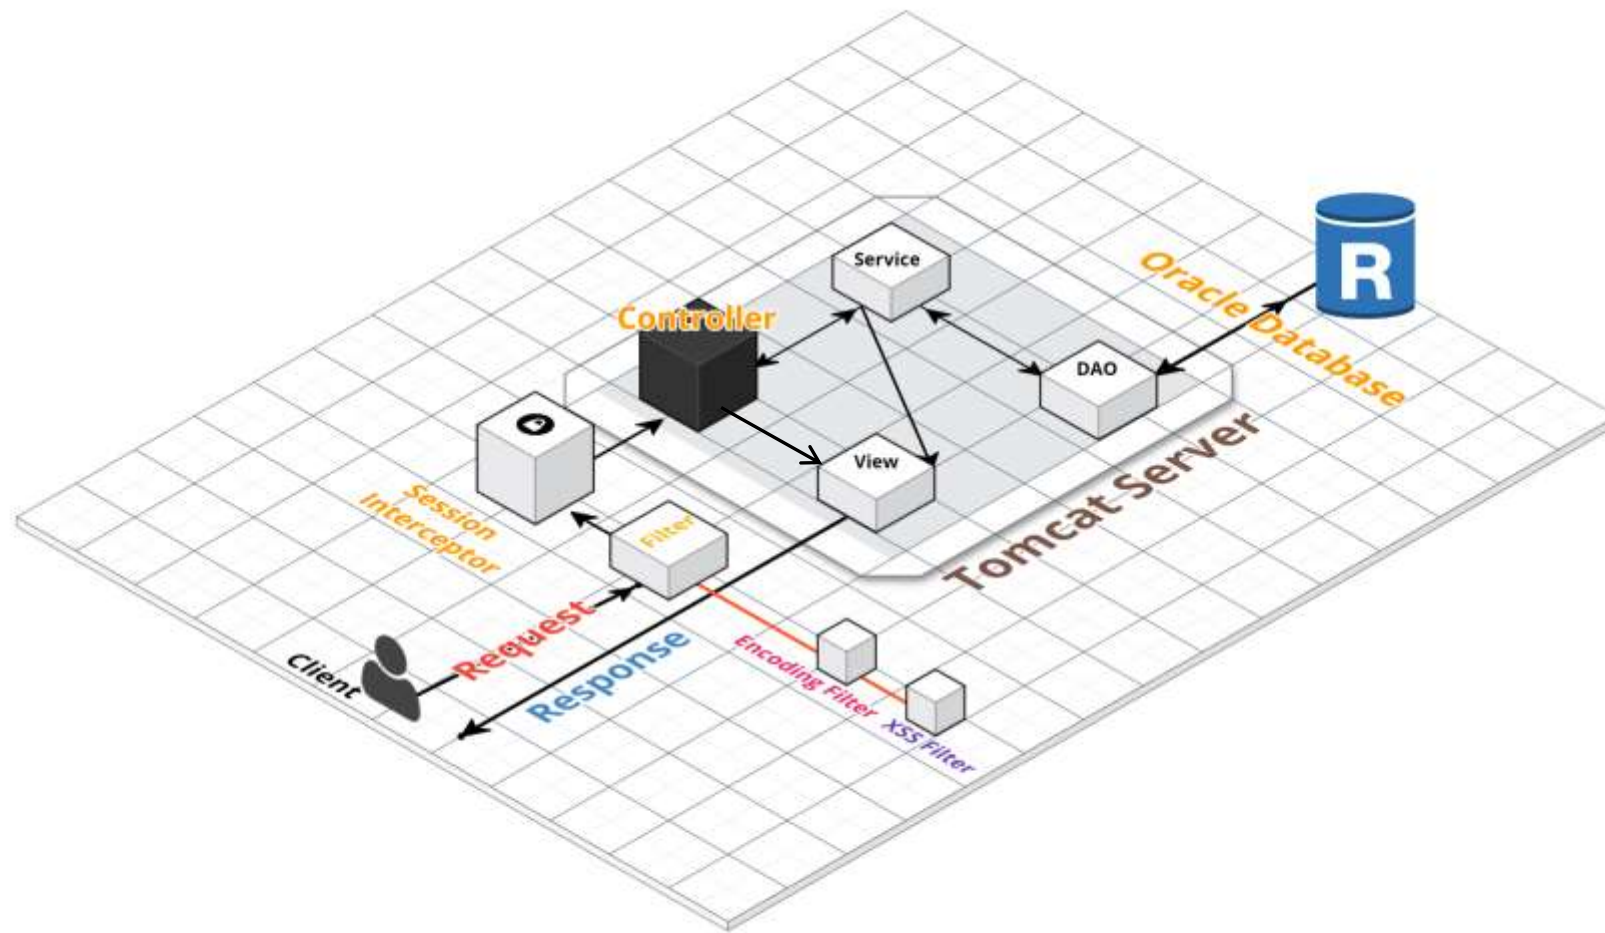 Service
Controller
Oracle Database
R
DAO
View
Tomcat Server
Session
Interceptor
Filter
Request
Response
Client
Encoding Filter
XSS Filter